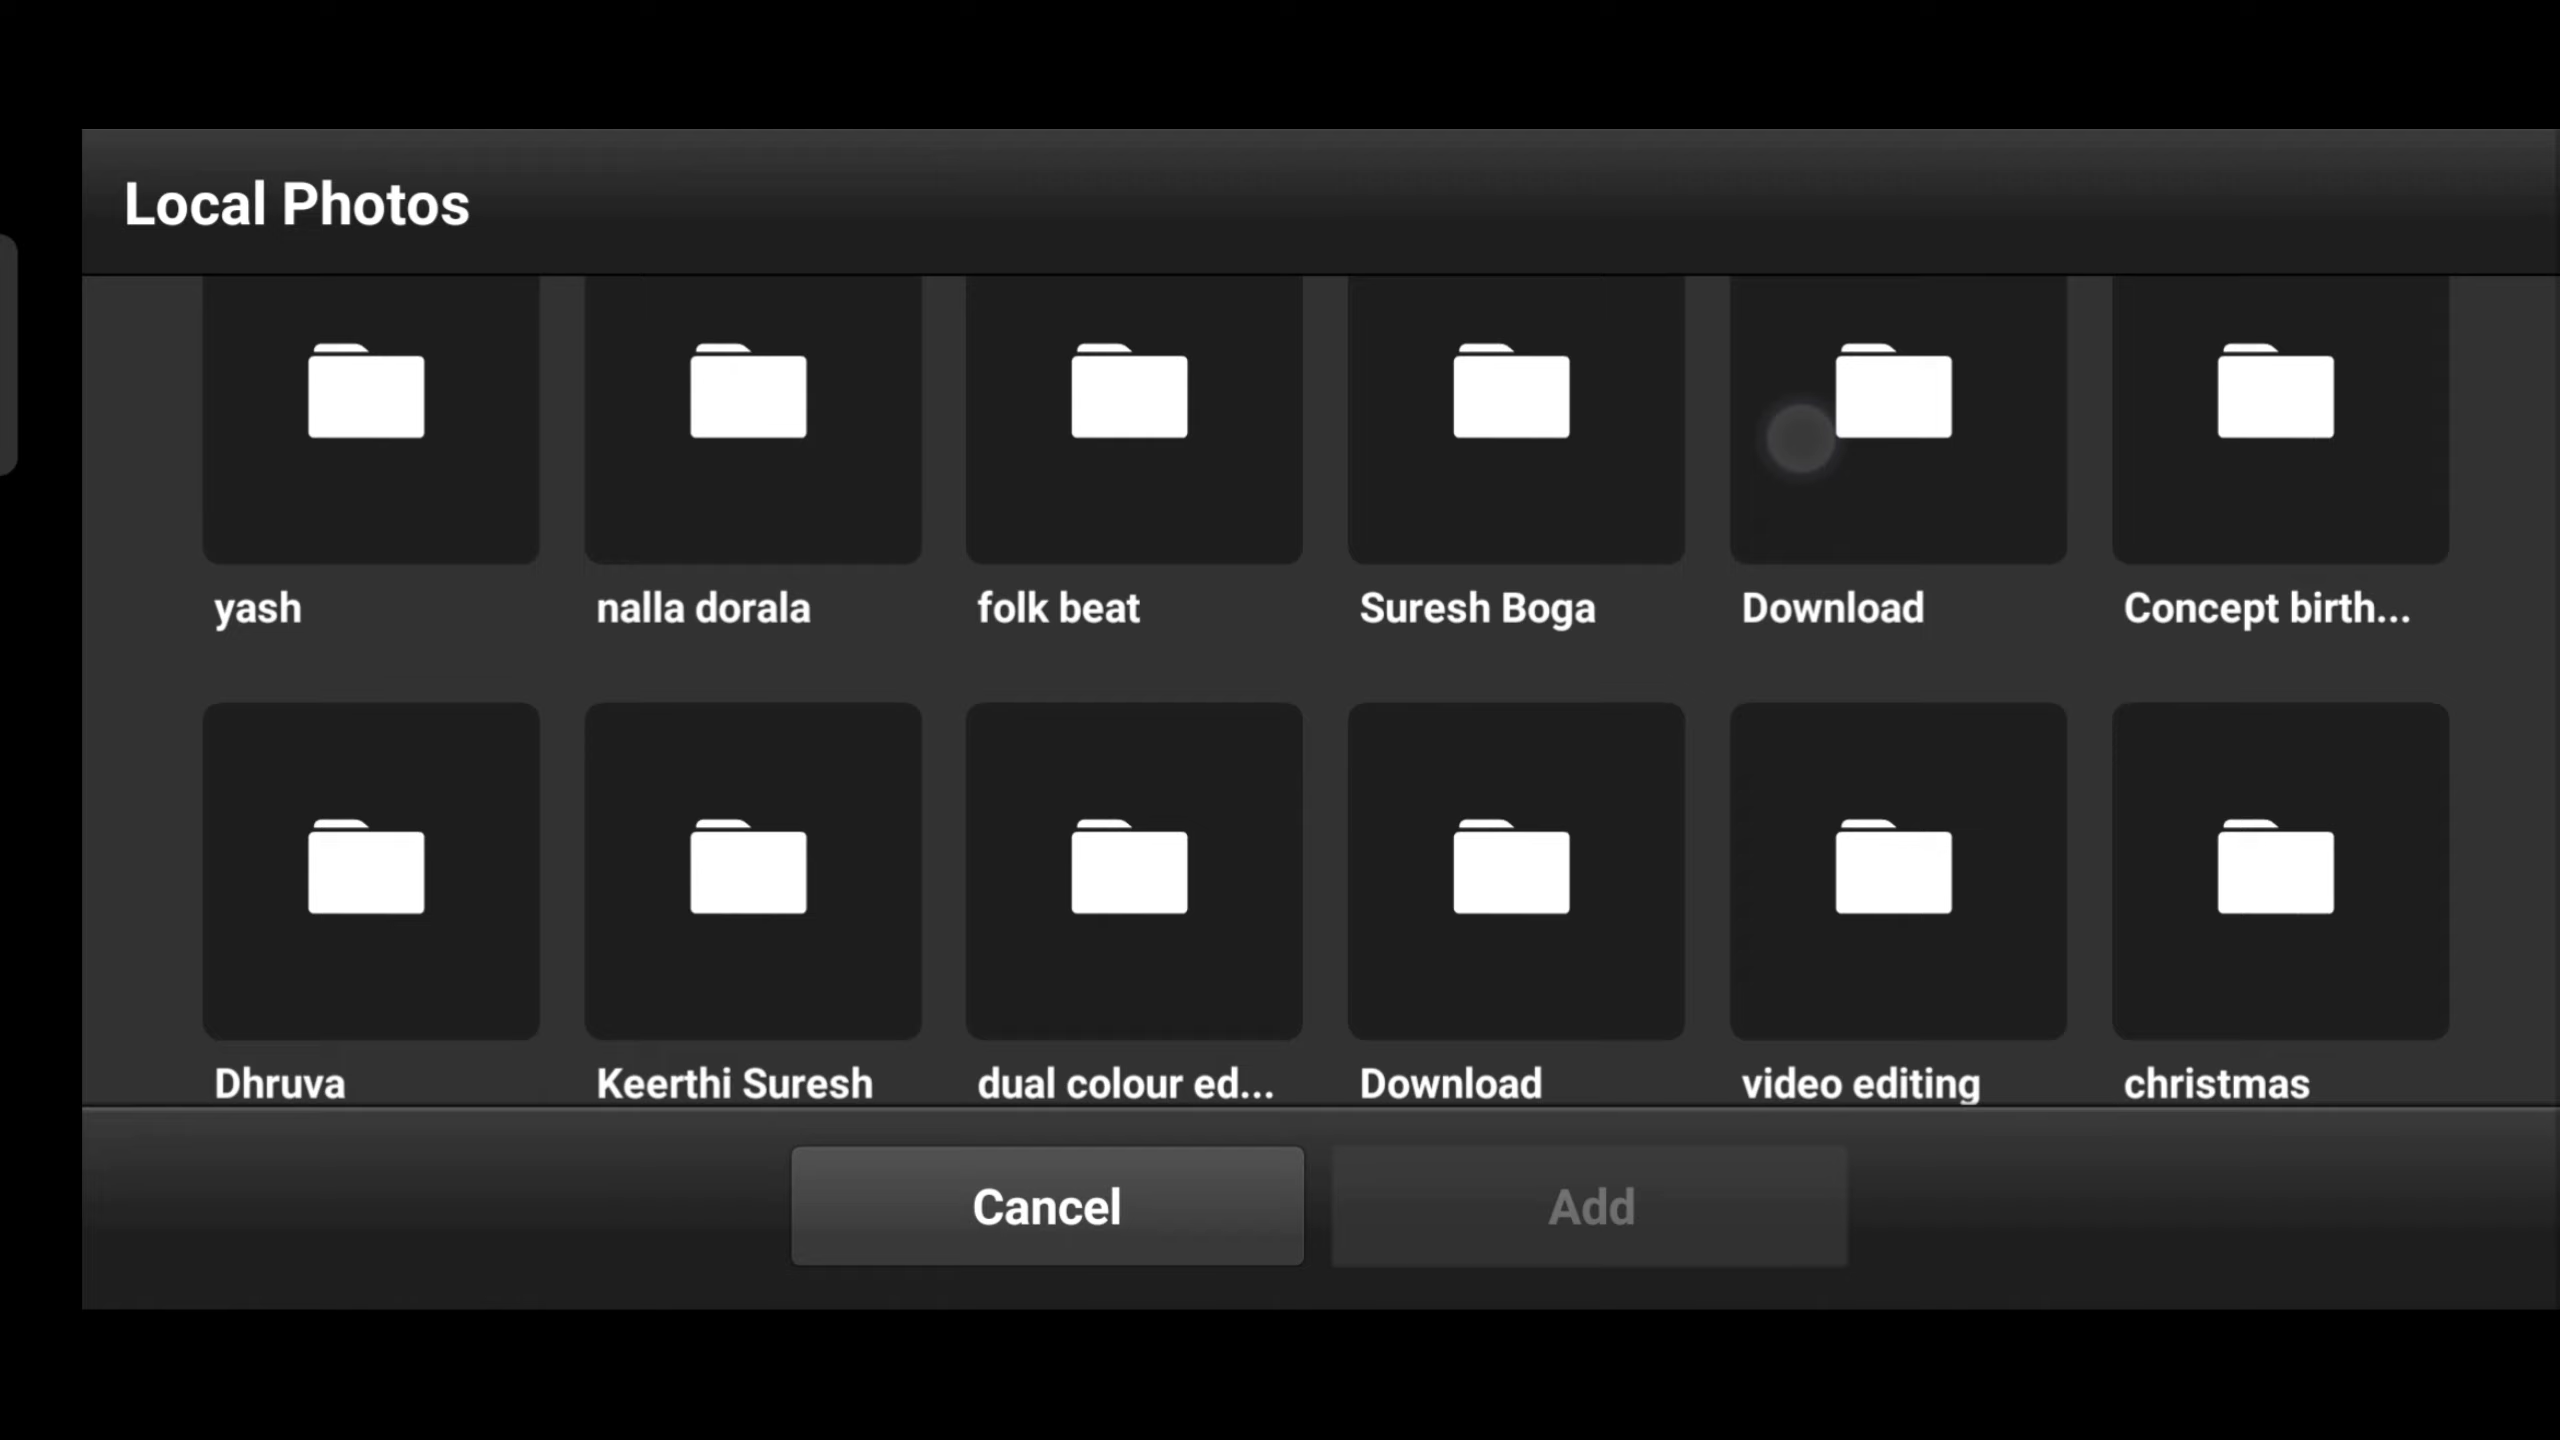 Local Photos
yash
nalla dorala
folk beat
Suresh Boga
Download
Concept birth...
Dhruva
Keerthi Suresh
dual colour ed...
Download
video editing
christmas
Cancel
Add